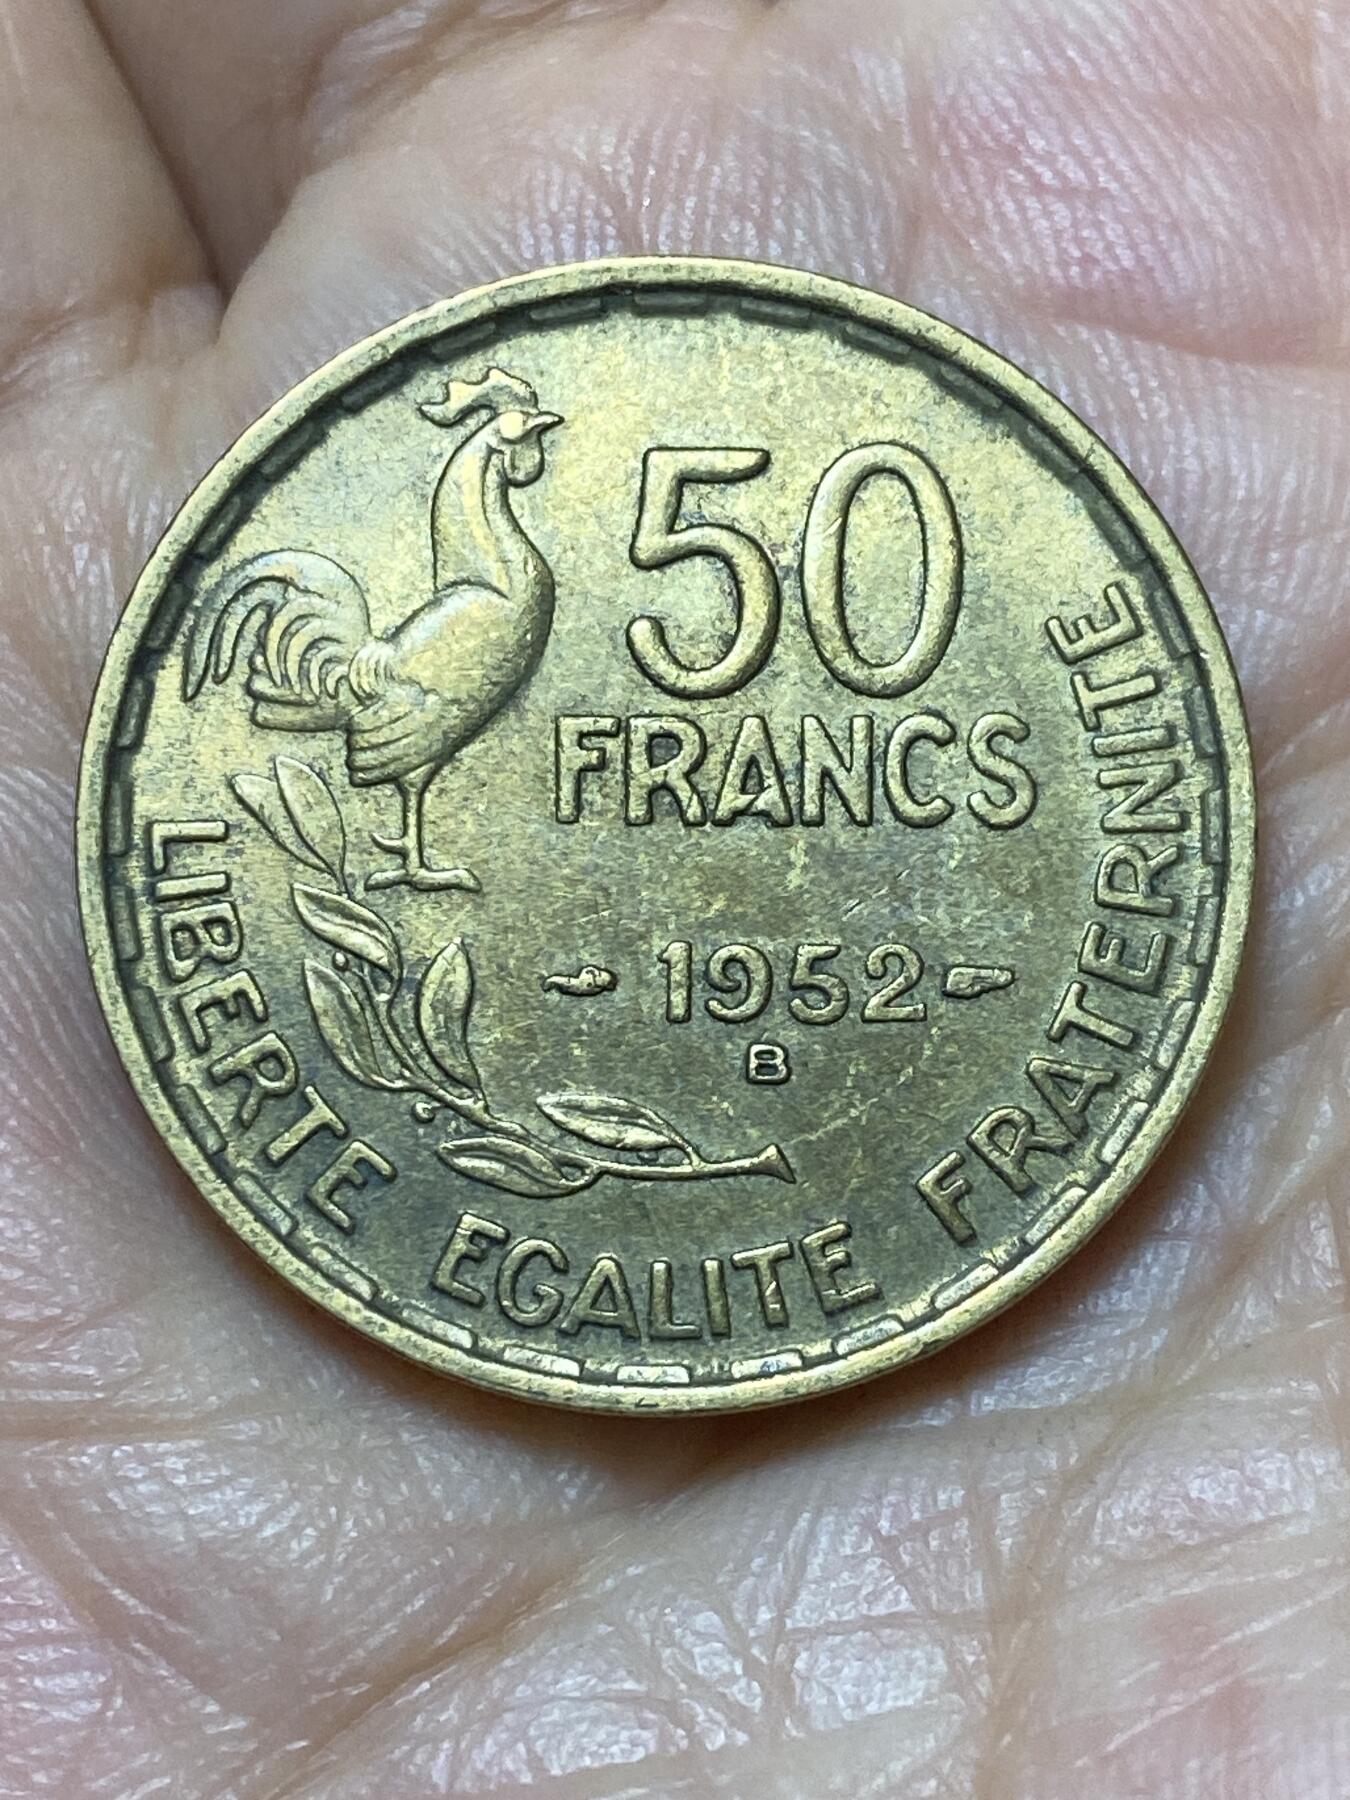 50
FRANCS
1952
B
LIBERTE EGALITE FRATERNITE